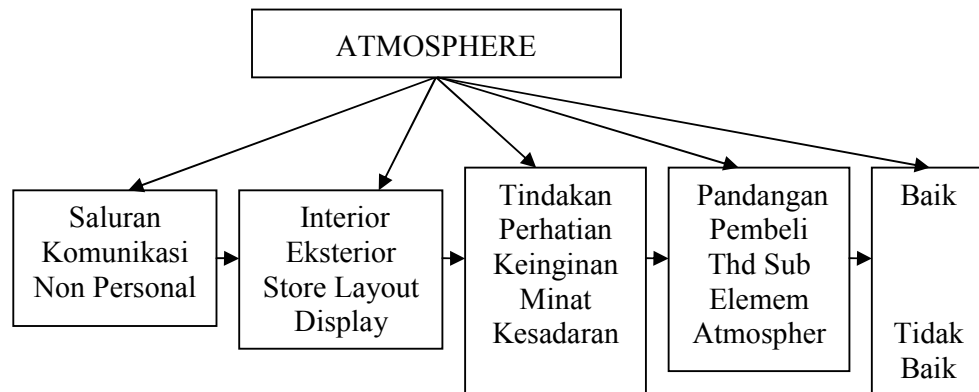 ATMOSPHERE
Saluran
Komunikasi
Non Personal
Interior
Eksterior
Store Layout
Display
Tindakan
Perhatian
Keinginan
Minat
Kesadaran
Pandangan
Pembeli
Thd Sub
Elemem
Atmospher
Baik
Tidak
Baik